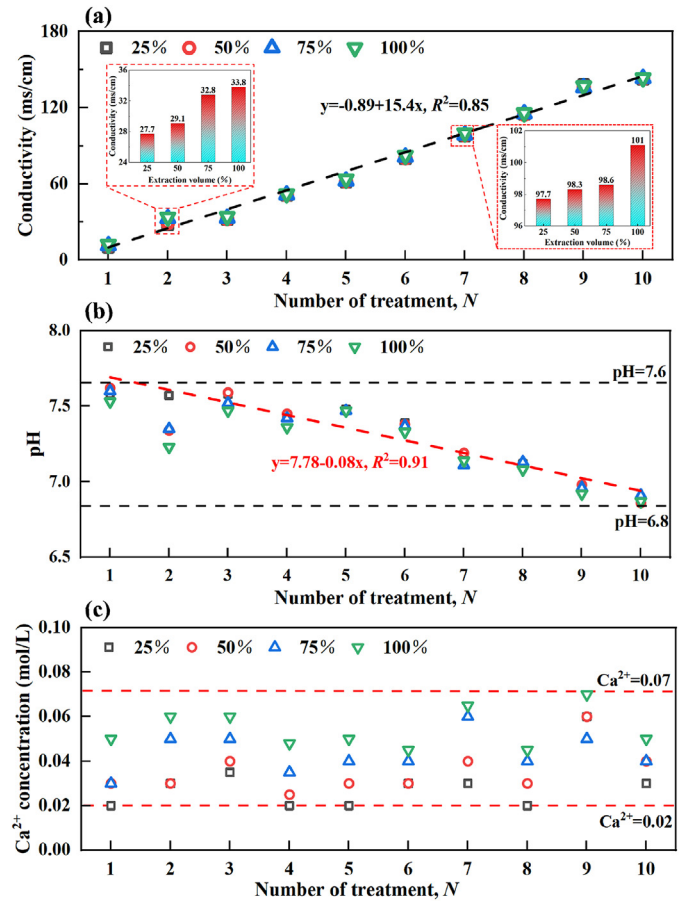 (a)
25% 50% 75% 100%
Conductivity (ms/cm)
180
120
60
0
Conductivity (ms/cm)
36
32
28
24
27.7 29.1 32.8 33.8
25 50 75 100
Extraction volume (%)
y=-0.89+15.4x, R²=0.85
Conductivity (ms/cm)
102
100
98
96
97.7 98.3 98.6 101
25 50 75 100
Extraction volume (%)
1 2 3 4 5 6 7 8 9 10
Number of treatment, N
(b)
25% 50% 75% 100%
pH
8.0
7.5
7.0
6.5
pH=7.6
y=7.78-0.08x, R²=0.91
pH=6.8
1 2 3 4 5 6 7 8 9 10
Number of treatment, N
(c)
25% 50% 75% 100%
Ca²⁺ concentration (mol/L)
0.10
0.08
0.06
0.04
0.02
0.00
Ca²⁺=0.07
Ca²⁺=0.02
1 2 3 4 5 6 7 8 9 10
Number of treatment, N